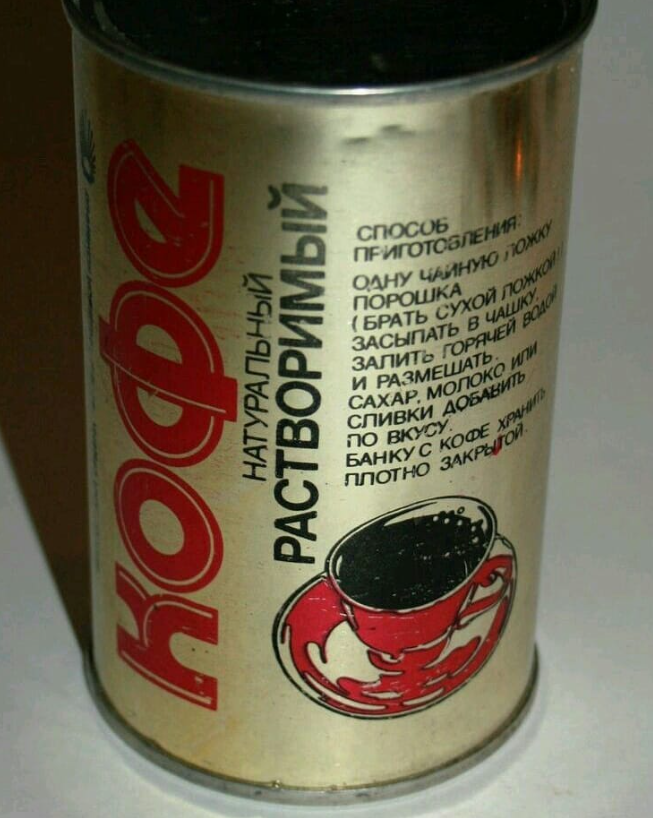 кофе
НАТУРАЛЬНЫЙ
РАСТВОРИМЫЙ
СПОСОБ
ПРИГОТОВЛЕНИЯ:
ОДНУ ЧАЙНУЮ ЛОЖКУ
ПОРОШКА
(БРАТЬ СУХОЙ ЛОЖКОЙ)
ЗАСЫПАТЬ В ЧАШКУ,
ЗАЛИТЬ ГОРЯЧЕЙ ВОДОЙ
И РАЗМЕШАТЬ.
САХАР, МОЛОКО ИЛИ
СЛИВКИ ДОБАВИТЬ
ПО ВКУСУ.
БАНКУ С КОФЕ ХРАНИТЬ
ПЛОТНО ЗАКРЫТОЙ.